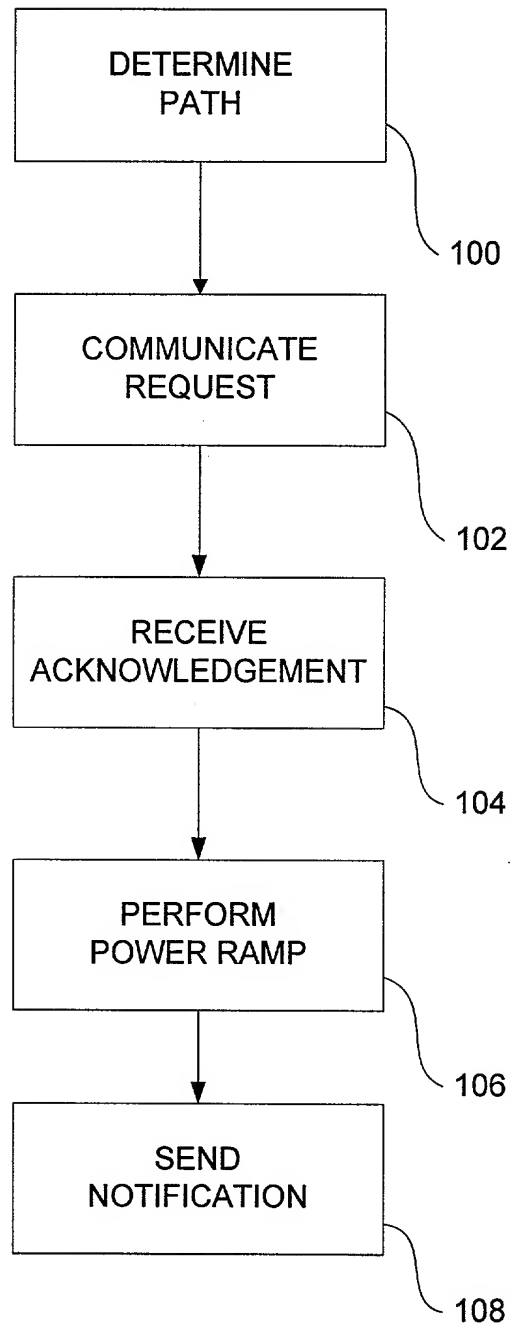 DETERMINE
PATH
100
COMMUNICATE
REQUEST
102
RECEIVE
ACKNOWLEDGEMENT
104
PERFORM
POWER RAMP
106
SEND
NOTIFICATION
108